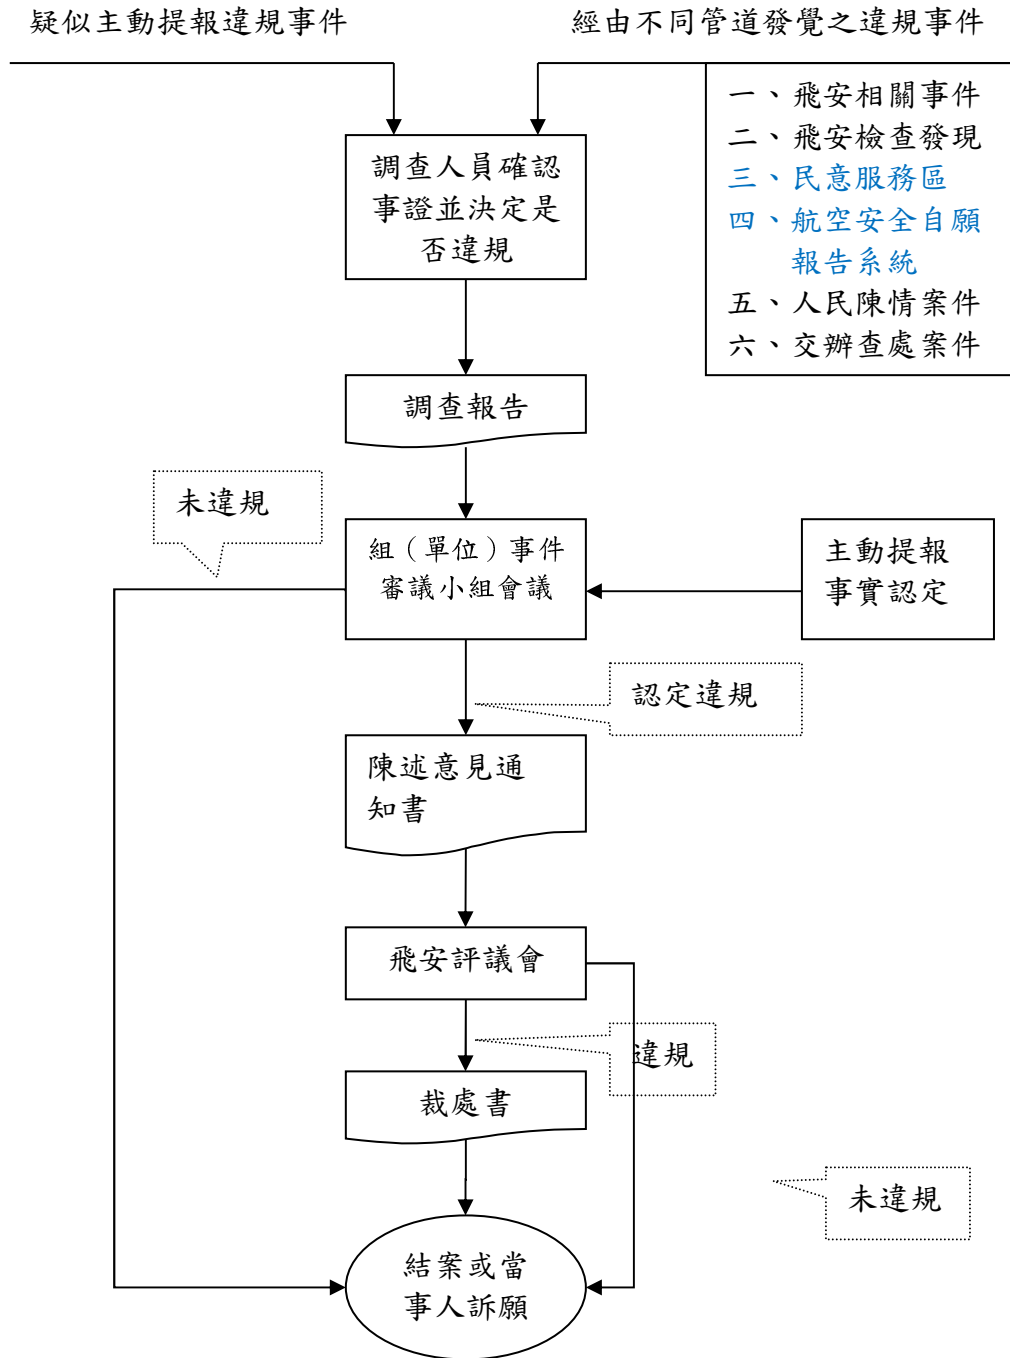 疑似主動提報違規事件
經由不同管道發覺之違規事件
一、飛安相關事件
二、飛安檢查發現
三、民意服務區
四、航空安全自願
報告系統
五、人民陳情案件
六、交辦查處案件
調查人員確認
事證並決定是
否違規
調查報告
未違規
組（單位）事件
審議小組會議
主動提報
事實認定
認定違規
陳述意見通
知書
飛安評議會
違規
裁處書
未違規
結案或當
事人訴願